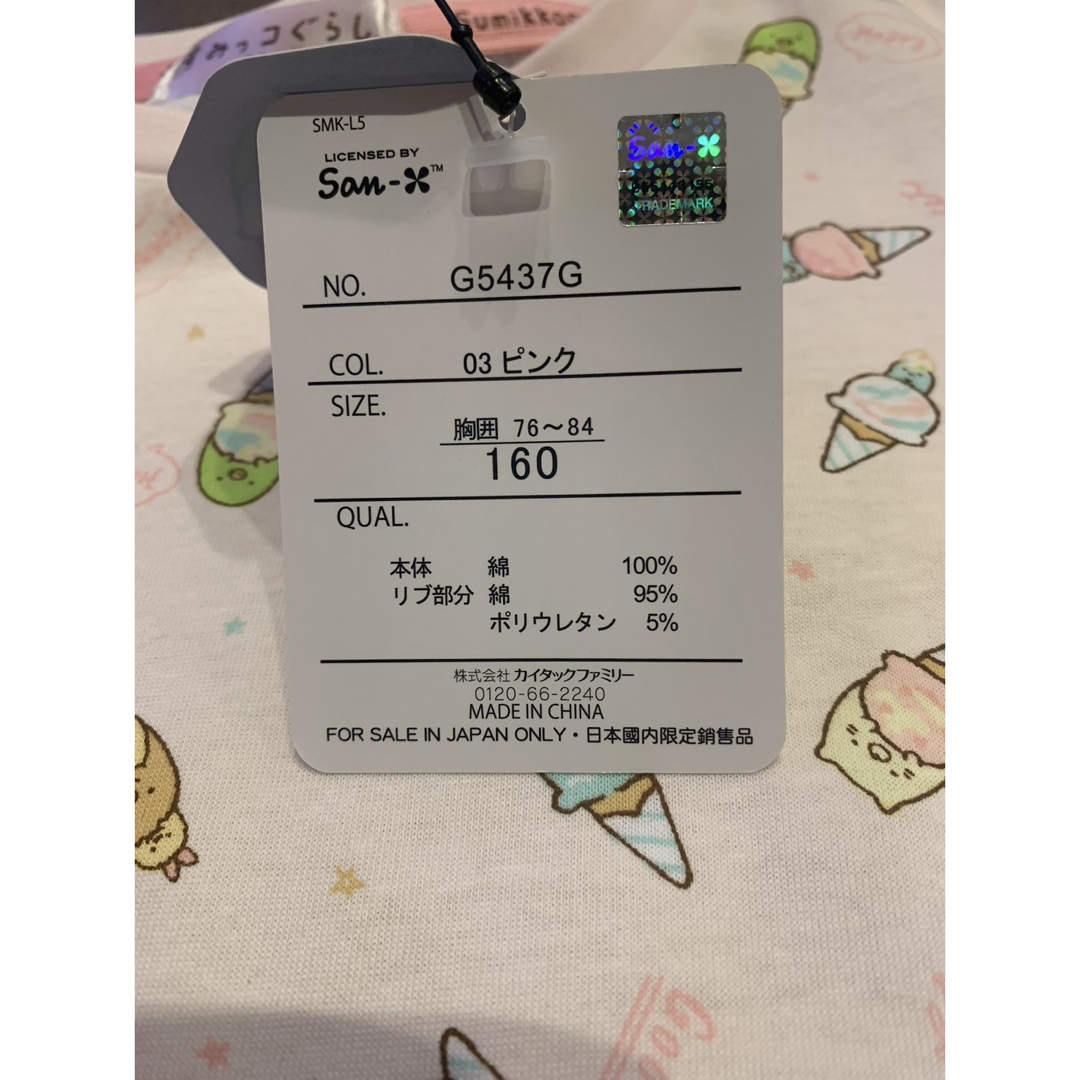 すみっコぐらし
Sumikko
SMK-L5
LICENSED BY
San-X™
San-X
TRADEMARK
NO. G5437G
COL. 03 ピンク
SIZE.
胸囲 76～84
160
QUAL.
本体 綿 100%
リブ部分 綿 95%
ポリウレタン 5%
株式会社 カイタックファミリー
0120-66-2240
MADE IN CHINA
FOR SALE IN JAPAN ONLY・日本國内限定銷售品
Good